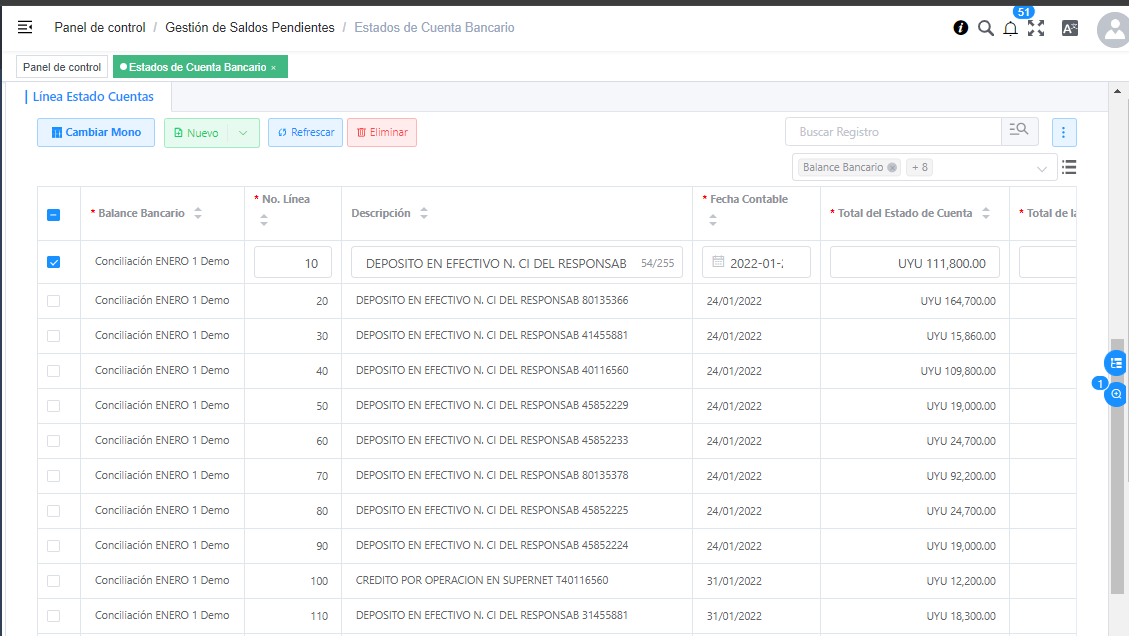 51
Panel de control / Gestión de Saldos Pendientes / Estados de Cuenta Bancario
Panel de control
Estados de Cuenta Bancario ×
Línea Estado Cuentas
Cambiar Mono Nuevo Refrescar Eliminar Buscar Registro
Balance Bancario + 8
* Balance Bancario * No. Línea Descripción * Fecha Contable * Total del Estado de Cuenta * Total de la
Conciliación ENERO 1 Demo 10 DEPOSITO EN EFECTIVO N. CI DEL RESPONSAB 54/255 2022-01-2 UYU 111,800.00
Conciliación ENERO 1 Demo 20 DEPOSITO EN EFECTIVO N. CI DEL RESPONSAB 80135366 24/01/2022 UYU 164,700.00
Conciliación ENERO 1 Demo 30 DEPOSITO EN EFECTIVO N. CI DEL RESPONSAB 41455881 24/01/2022 UYU 15,860.00
Conciliación ENERO 1 Demo 40 DEPOSITO EN EFECTIVO N. CI DEL RESPONSAB 40116560 24/01/2022 UYU 109,800.00
Conciliación ENERO 1 Demo 50 DEPOSITO EN EFECTIVO N. CI DEL RESPONSAB 45852229 24/01/2022 UYU 19,000.00
1
Conciliación ENERO 1 Demo 60 DEPOSITO EN EFECTIVO N. CI DEL RESPONSAB 45852233 24/01/2022 UYU 24,700.00
Conciliación ENERO 1 Demo 70 DEPOSITO EN EFECTIVO N. CI DEL RESPONSAB 80135378 24/01/2022 UYU 92,200.00
Conciliación ENERO 1 Demo 80 DEPOSITO EN EFECTIVO N. CI DEL RESPONSAB 45852225 24/01/2022 UYU 24,700.00
Conciliación ENERO 1 Demo 90 DEPOSITO EN EFECTIVO N. CI DEL RESPONSAB 45852224 24/01/2022 UYU 19,000.00
Conciliación ENERO 1 Demo 100 CREDITO POR OPERACION EN SUPERNET T40116560 31/01/2022 UYU 12,200.00
Conciliación ENERO 1 Demo 110 DEPOSITO EN EFECTIVO N. CI DEL RESPONSAB 31455881 31/01/2022 UYU 18,300.00